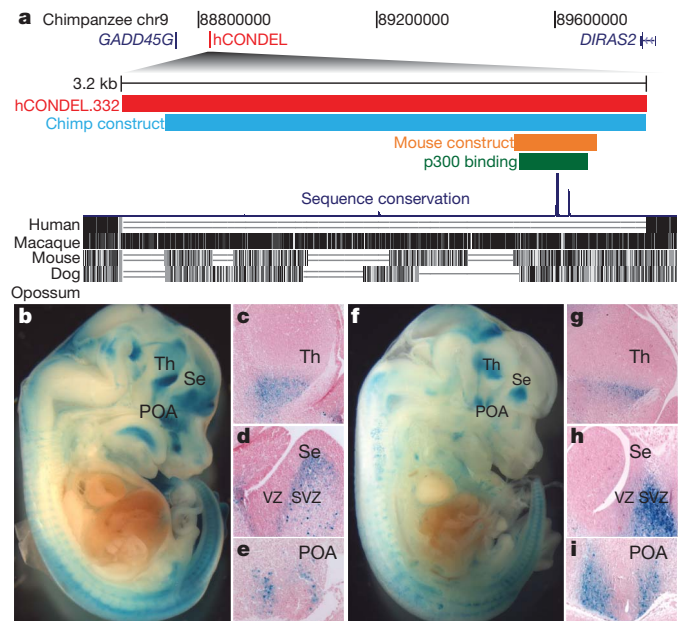 a Chimpanzee chr9 88800000 89200000 89600000
GADD45G hCONDEL DIRAS2
3.2 kb
hCONDEL.332
Chimp construct
Mouse construct
p300 binding
Sequence conservation
Human
Macaque
Mouse
Dog
Opossum
b Th Se POA
c Th
d Se VZ SVZ
e POA
f Th Se POA
g Th
h Se VZ SVZ
i POA